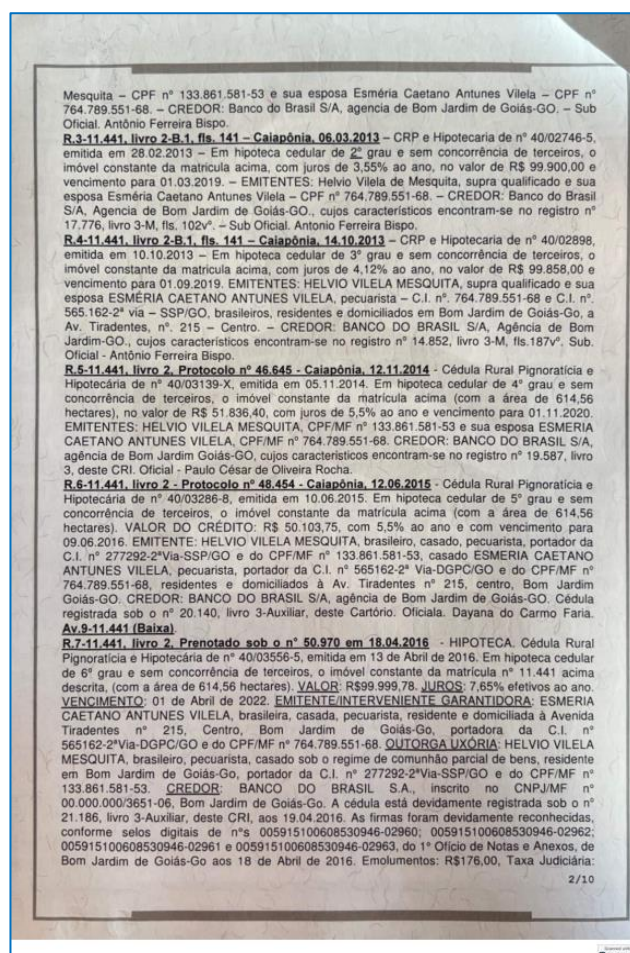 Mesquita – CPF nº 133.861.581-53 e sua esposa Esméria Caetano Antunes Vilela – CPF nº
764.789.551-68. – CREDOR: Banco do Brasil S/A, agencia de Bom Jardim de Goiás-GO. – Sub
Oficial. Antônio Ferreira Bispo.
R.3-11.441, livro 2-B.1, fls. 141 – Caiapônia, 06.03.2013 – CRP e Hipotecaria de nº 40/02746-5,
emitida em 28.02.2013 – Em hipoteca cedular de 2º grau e sem concorrência de terceiros, o
imóvel constante da matricula acima, com juros de 3,55% ao ano, no valor de R$ 99.900,00 e
vencimento para 01.03.2019. – EMITENTES: Helvio Vilela de Mesquita, supra qualificado e sua
esposa Esméria Caetano Antunes Vilela – CPF nº 764.789.551-68. – CREDOR: Banco do Brasil
S/A, Agencia de Bom Jardim de Goiás-GO., cujos característicos encontram-se no registro nº
17.776, livro 3-M, fls. 102vº. – Sub Oficial. Antonio Ferreira Bispo.
R.4-11.441, livro 2-B.1, fls. 141 – Caiapônia, 14.10.2013 – CRP e Hipotecaria de nº 40/02898,
emitida em 10.10.2013 – Em hipoteca cedular de 3º grau e sem concorrência de terceiros, o
imóvel constante da matricula acima, com juros de 4,12% ao ano, no valor de R$ 99.858,00 e
vencimento para 01.09.2019. EMITENTES: HELVIO VILELA MESQUITA, supra qualificado e sua
esposa ESMÉRIA CAETANO ANTUNES VILELA, pecuarista – C.I. nº. 764.789.551-68 e C.I. nº.
565.162-2ª via – SSP/GO, brasileiros, residentes e domiciliados em Bom Jardim de Goiás-GO, a
Av. Tiradentes, nº. 215 – Centro. – CREDOR: BANCO DO BRASIL S/A, Agência de Bom
Jardim-GO., cujos característicos encontram-se no registro nº 14.852, livro 3-M, fls.187vº. Sub.
Oficial - Antônio Ferreira Bispo.
R.5-11.441, livro 2, Protocolo nº 46.645 - Caiapônia, 12.11.2014 - Cédula Rural Pignoratícia e
Hipotecária de nº 40/03139-X, emitida em 05.11.2014. Em hipoteca cedular de 4º grau e sem
concorrência de terceiros, o imóvel constante da matrícula acima (com a área de 614,56
hectares), no valor de R$ 51.836,40, com juros de 5,5% ao ano e vencimento para 01.11.2020.
EMITENTES: HELVIO VILELA MESQUITA, CPF/MF nº 133.861.581-53 e sua esposa ESMERIA
CAETANO ANTUNES VILELA, CPF/MF nº 764.789.551-68. CREDOR: BANCO DO BRASIL S/A,
agência de Bom Jardim de Goiás-GO, cujos característicos encontram-se no registro nº 19.587, livro
3, deste CRI. Oficial - Paulo César de Oliveira Rocha.
R.6-11.441, livro 2 - Protocolo nº 48.454 - Caiapônia, 12.06.2015 - Cédula Rural Pignoratícia e
Hipotecária de nº 40/03286-8, emitida em 10.06.2015. Em hipoteca cedular de 5º grau e sem
concorrência de terceiros, o imóvel constante da matrícula acima (com a área de 614,56
hectares). VALOR DO CRÉDITO: R$ 50.103,75, com 5,5% ao ano e com vencimento para
09.06.2016. EMITENTE: HELVIO VILELA MESQUITA, brasileiro, casado, pecuarista, portador da
C.I. nº 277292-2ªVia-SSP/GO e do CPF/MF nº 133.861.581-53, casado ESMERIA CAETANO
ANTUNES VILELA, pecuarista, portador da C.I. nº 565162-2ª Via-DGPC/GO e do CPF/MF nº
764.789.551-68, residentes e domiciliados à Av. Tiradentes nº 215, centro, Bom Jardim
Goiás-GO. CREDOR: BANCO DO BRASIL S/A, agência de Bom Jardim de Goiás-GO. Cédula
registrada sob o nº 20.140, livro 3-Auxiliar, deste Cartório. Oficiala. Dayana do Carmo Faria.
Av.9-11.441 (Baixa).
R.7-11.441, livro 2, Prenotado sob o nº 50.970 em 18.04.2016 - HIPOTECA. Cédula Rural
Pignoratícia e Hipotecária de nº 40/03556-5, emitida em 13 de Abril de 2016. Em hipoteca cedular
de 6º grau e sem concorrência de terceiros, o imóvel constante da matrícula nº 11.441 acima
descrita, (com a área de 614,56 hectares). VALOR: R$99.999,78. JUROS: 7,65% efetivos ao ano.
VENCIMENTO: 01 de Abril de 2022. EMITENTE/INTERVENIENTE GARANTIDORA: ESMERIA
CAETANO ANTUNES VILELA, brasileira, casada, pecuarista, residente e domiciliada à Avenida
Tiradentes nº 215, Centro, Bom Jardim de Goiás-GO, portadora da C.I. nº
565162-2ªVia-DGPC/GO e do CPF/MF nº 764.789.551-68. OUTORGA UXÓRIA: HELVIO VILELA
MESQUITA, brasileiro, pecuarista, casado sob o regime de comunhão parcial de bens, residente
em Bom Jardim de Goiás-Go, portador da C.I. nº 277292-2ªVia-SSP/GO e do CPF/MF nº
133.861.581-53. CREDOR: BANCO DO BRASIL S.A., inscrito no CNPJ/MF nº
00.000.000/3651-06, Bom Jardim de Goiás-Go. A cédula está devidamente registrada sob o nº
21.186, livro 3-Auxiliar, deste CRI, aos 19.04.2016. As firmas foram devidamente reconhecidas,
conforme selos digitais de nºs 005915100608530946-02960; 005915100608530946-02962;
005915100608530946-02961 e 005915100608530946-02963, do 1º Ofício de Notas e Anexos, de
Bom Jardim de Goiás-Go aos 18 de Abril de 2016. Emolumentos: R$176,00, Taxa Judiciária:
2/10